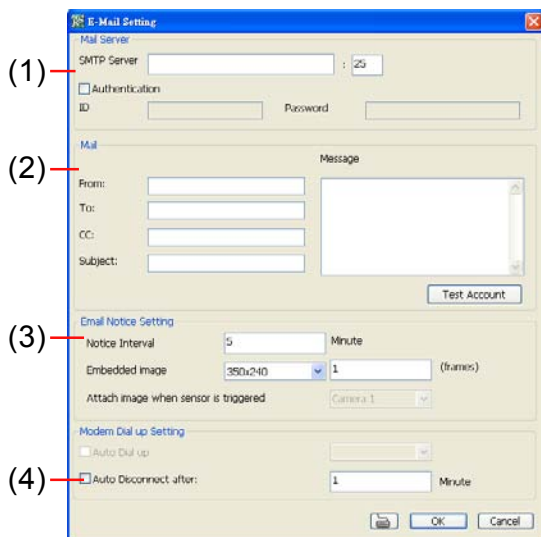 E-Mail Setting
Mail Server
(1)
SMTP Server : 25
Authentication
ID Password
Mail
(2)
Message
From:
To:
CC:
Subject:
Test Account
Email Notice Setting
(3)
Notice Interval 5 Minute
Embedded image 350x240 1 (frames)
Attach image when sensor is triggered Camera 1
Modem Dial up Setting
Auto Dial up
(4)
Auto Disconnect after: 1 Minute
OK Cancel